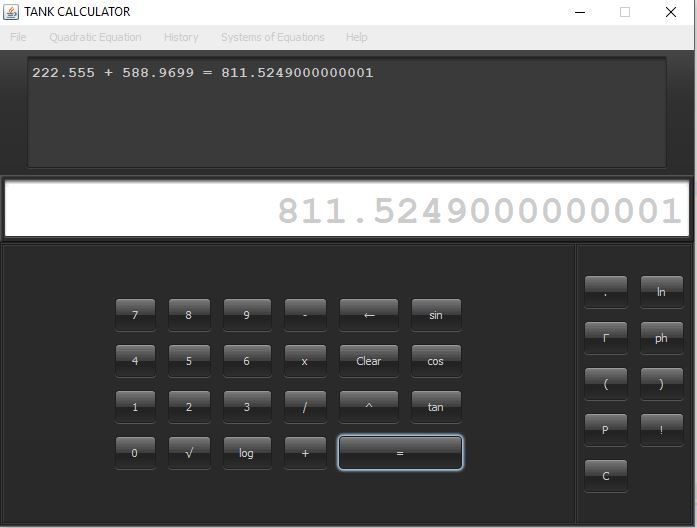 TANK CALCULATOR
File Quadratic Equation History Systems of Equations Help
222.555 + 588.9699 = 811.5249000000001
811.5249000000001
. ln
7 8 9 - ← sin
Γ ph
4 5 6 x Clear cos
( )
1 2 3 / ^ tan
P !
0 √ log + =
C